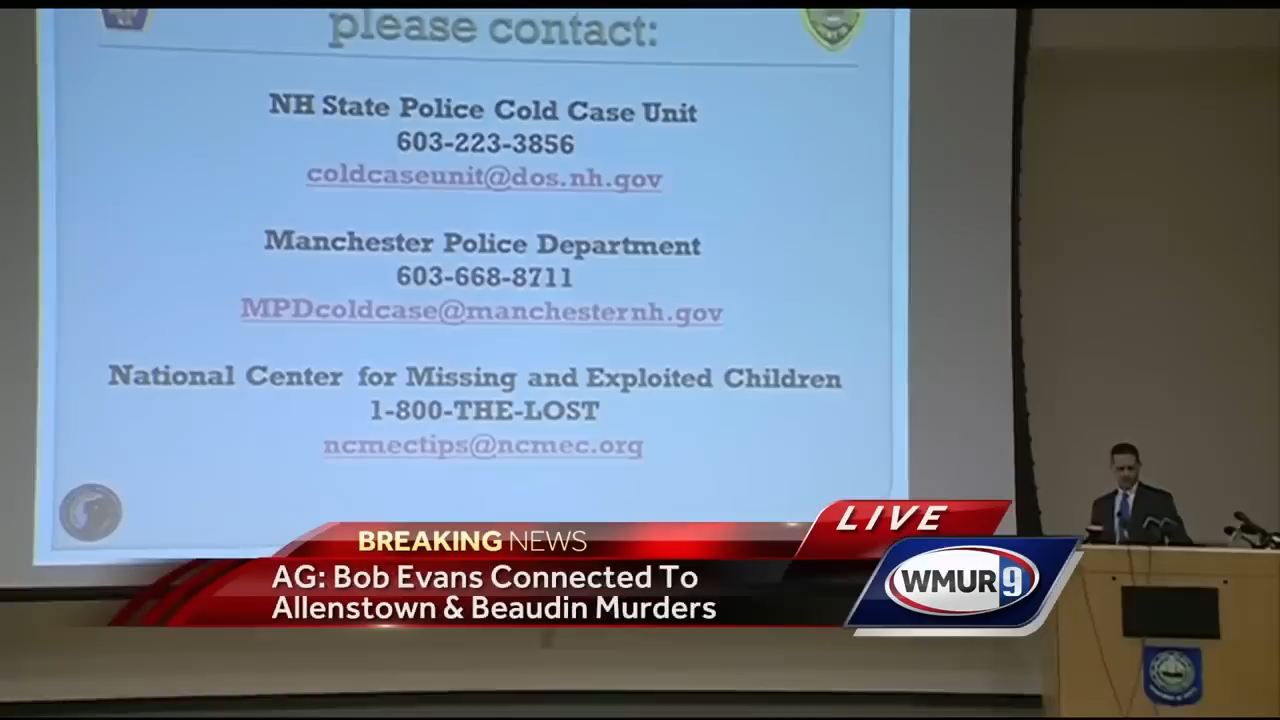 please contact:
NH State Police Cold Case Unit
603-223-3856
coldcaseunit@dos.nh.gov
Manchester Police Department
603-668-8711
MPDcoldcase@manchesternh.gov
National Center for Missing and Exploited Children
1-800-THE-LOST
ncmectips@ncmec.org
LIVE
BREAKING NEWS
AG: Bob Evans Connected To
Allenstown & Beaudin Murders
WMUR 9